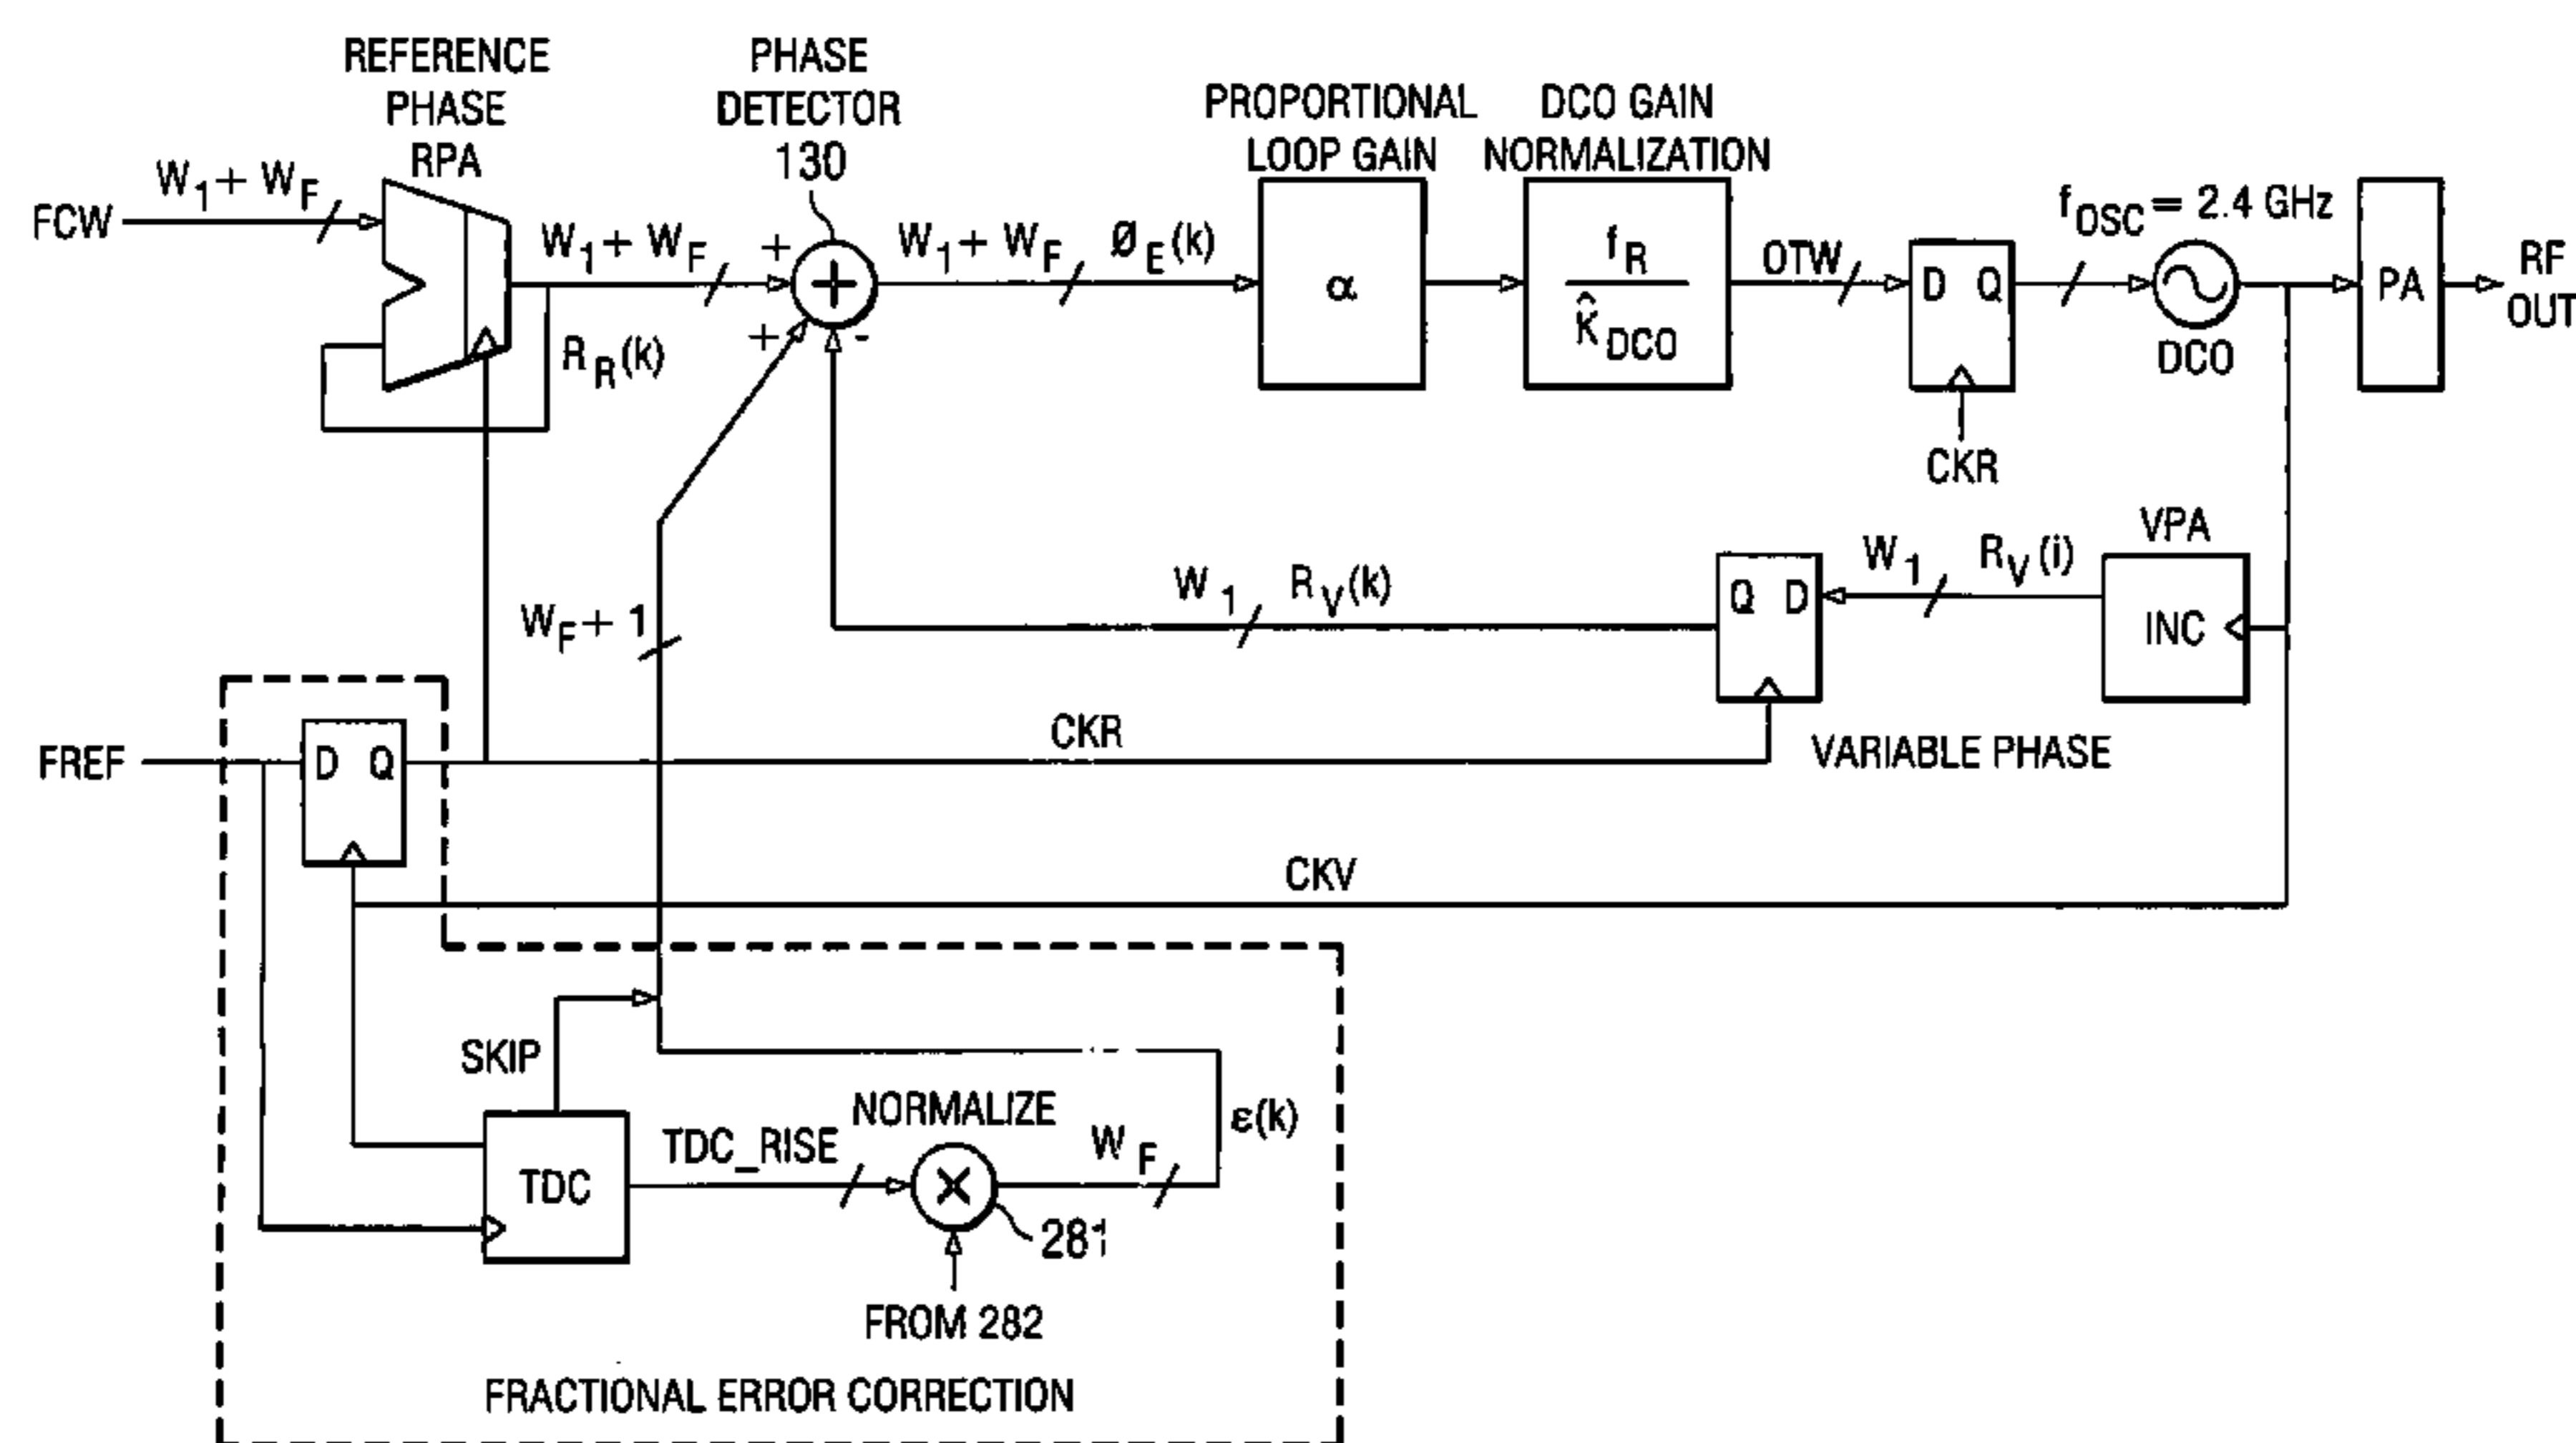 REFERENCE
PHASE
RPA
PHASE
DETECTOR
130
PROPORTIONAL
LOOP GAIN
DCO GAIN
NORMALIZATION
FCW
W1 + WF
W1 + WF
+
+
-
+
W1 + WF
ØE(k)
α
fR
K̂DCO
OTW
D Q
CKR
fOSC = 2.4 GHz
DCO
PA
RF
OUT
RR(k)
WF + 1
W1
RV(k)
Q D
W1
RV(i)
VPA
INC
VARIABLE PHASE
FREF
D Q
CKR
CKV
SKIP
TDC
TDC_RISE
NORMALIZE
×
WF
ε(k)
281
FROM 282
FRACTIONAL ERROR CORRECTION